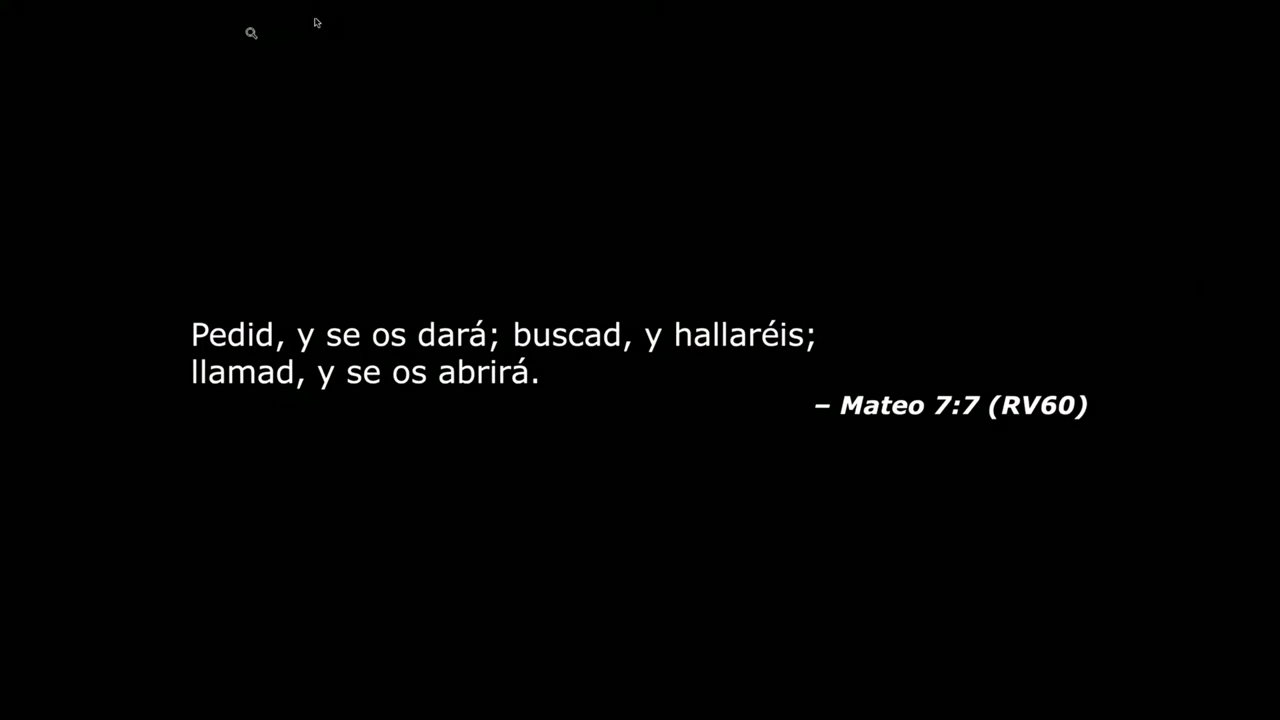 Pedid, y se os dará; buscad, y hallaréis;
llamad, y se os abrirá.
– Mateo 7:7 (RV60)